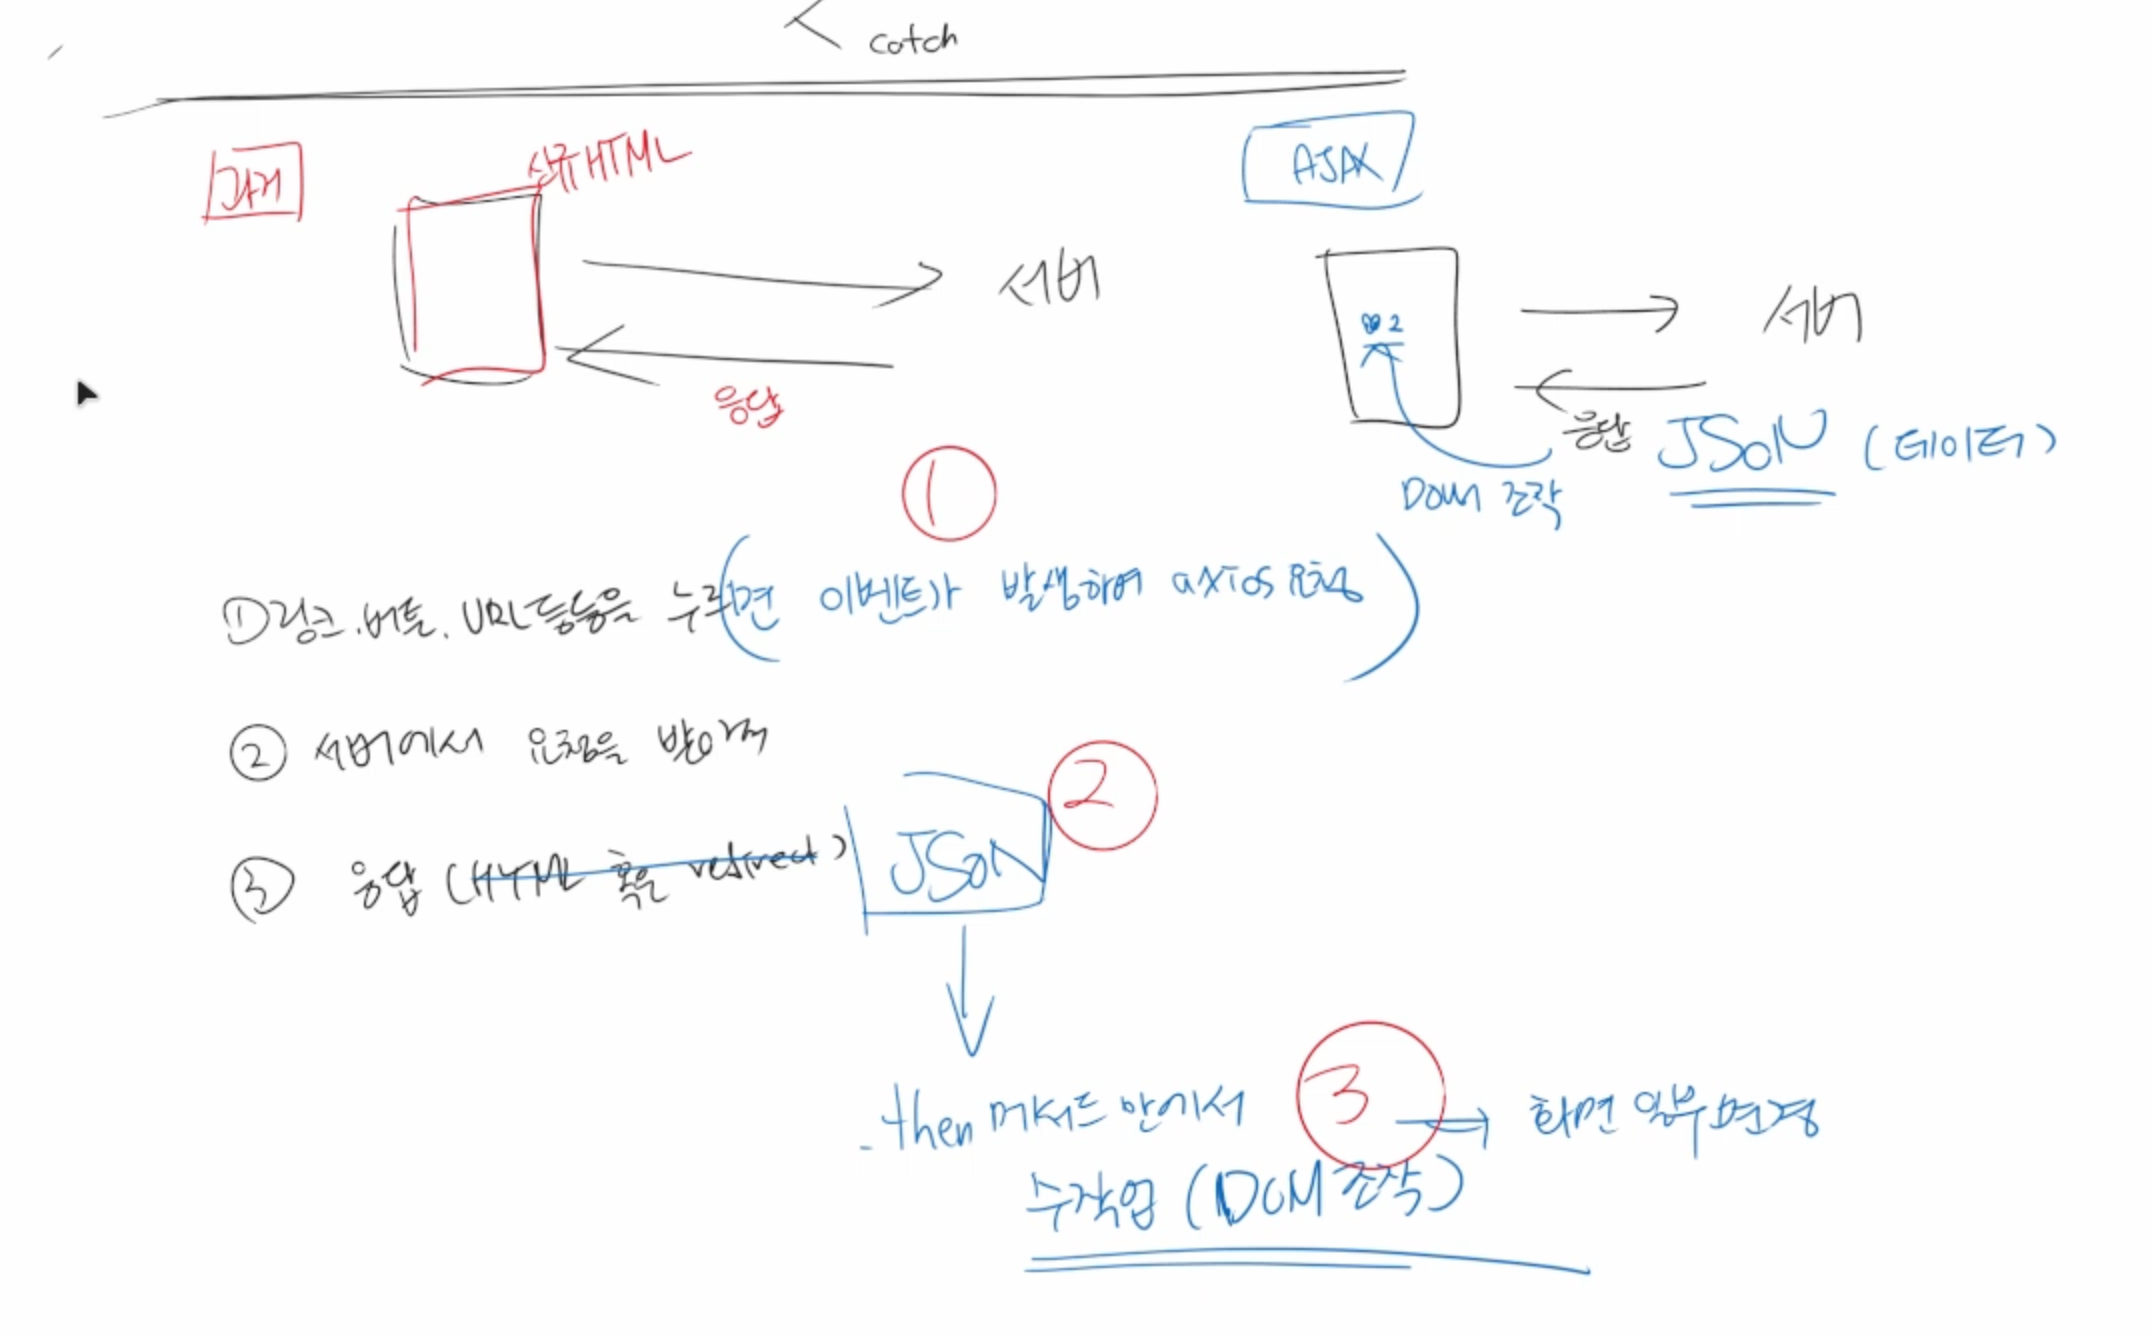 catch
과거
신규 HTML
AJAX
서버
서버
♡ 2
응답
응답 JSON (데이터)
DOM 조작
1
① 링크, 버튼, URL 등등을 누르면 이벤트가 발생하여 axios 요청
② 서버에서 요청을 받아서
2
③ 응답 (HTML 혹은 redirect) JSON
.then 메서드 안에서
3
화면 일부 변경
수작업 (DOM 조작)